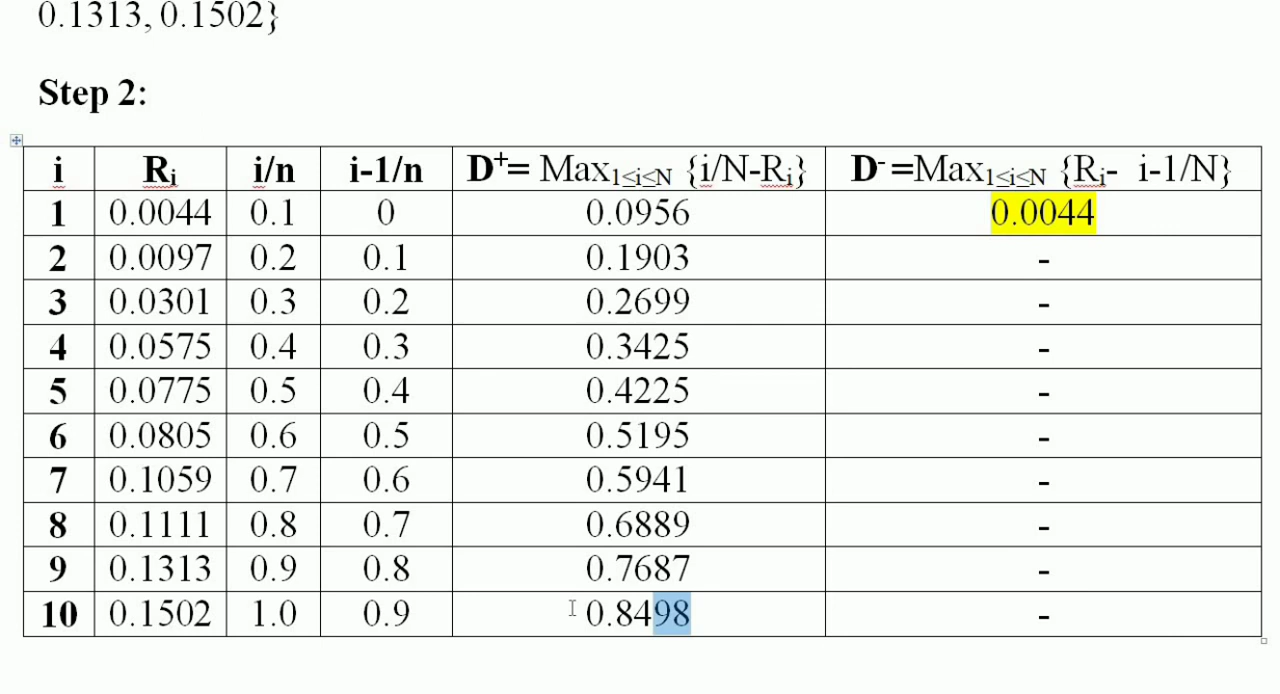 0.1313, 0.1502}
Step 2:
i Ri i/n i-1/n D+= Max1≤i≤N {i/N-Ri} D- =Max1≤i≤N {Ri- i-1/N}
1 0.0044 0.1 0 0.0956 0.0044
2 0.0097 0.2 0.1 0.1903 -
3 0.0301 0.3 0.2 0.2699 -
4 0.0575 0.4 0.3 0.3425 -
5 0.0775 0.5 0.4 0.4225 -
6 0.0805 0.6 0.5 0.5195 -
7 0.1059 0.7 0.6 0.5941 -
8 0.1111 0.8 0.7 0.6889 -
9 0.1313 0.9 0.8 0.7687 -
10 0.1502 1.0 0.9 0.8498 -